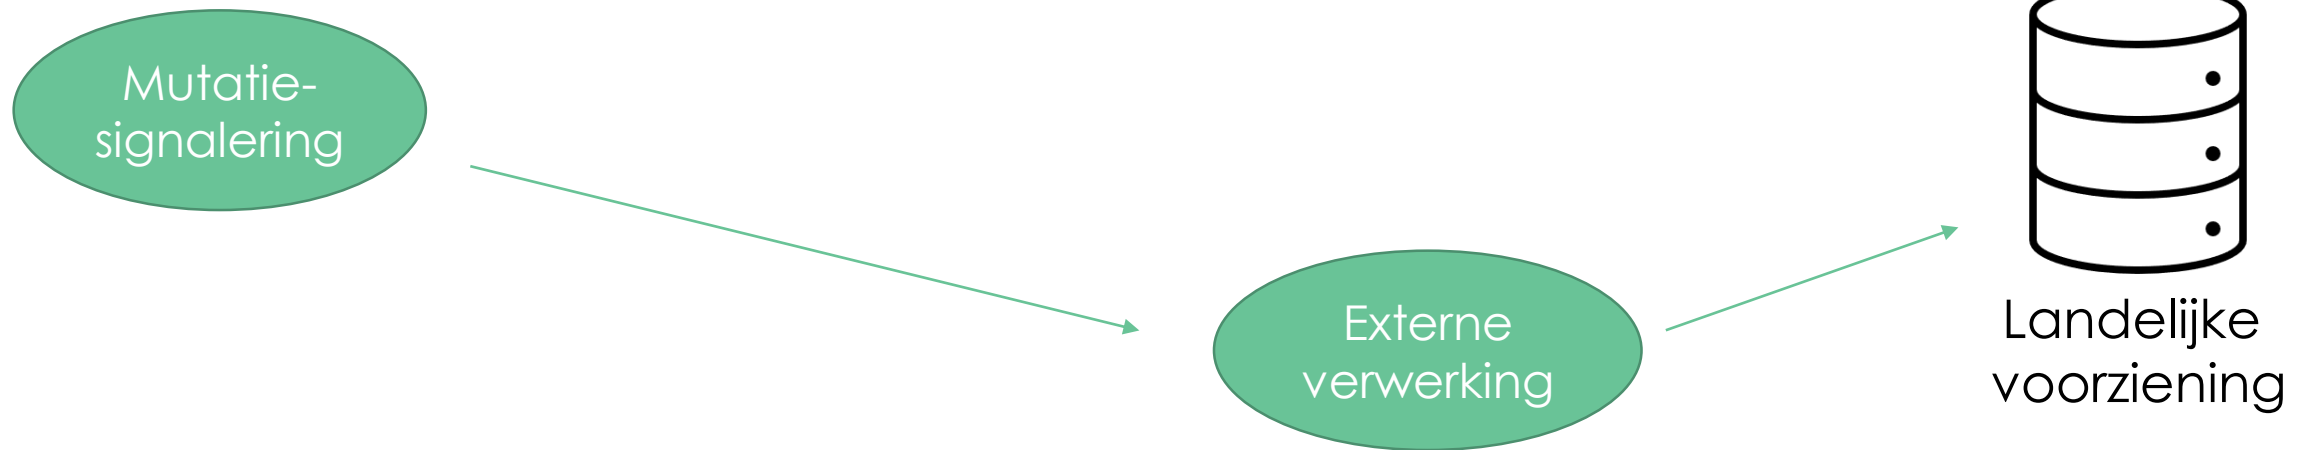 Mutatie-
signalering
Externe
verwerking
Landelijke
voorziening